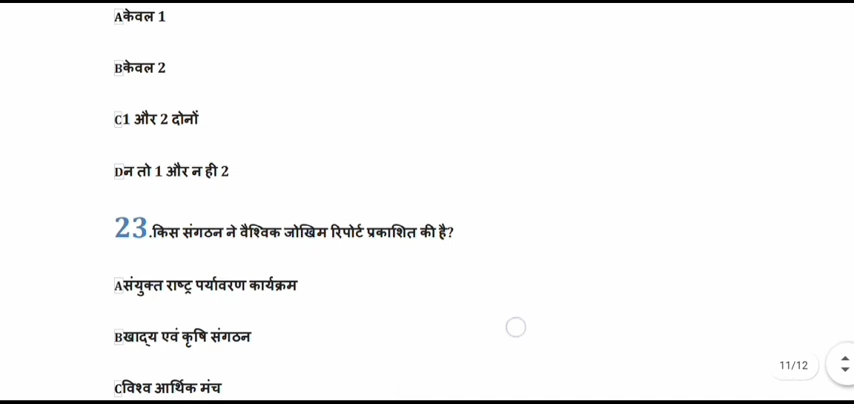 Aकेवल 1
Bकेवल 2
C1 और 2 दोनों
Dन तो 1 और न ही 2
23.किस संगठन ने वैश्विक जोखिम रिपोर्ट प्रकाशित की है?
Aसंयुक्त राष्ट्र पर्यावरण कार्यक्रम
Bखाद्य एवं कृषि संगठन
11/12
Cविश्व आर्थिक मंच